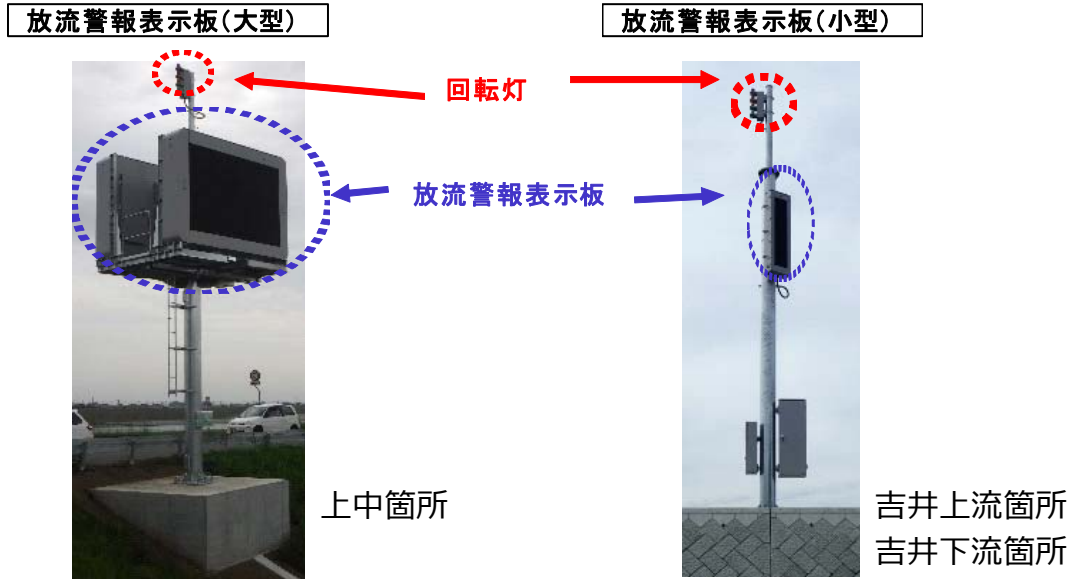 放流警報表示板(大型)
放流警報表示板(小型)
回転灯
放流警報表示板
上中箇所
吉井上流箇所
吉井下流箇所